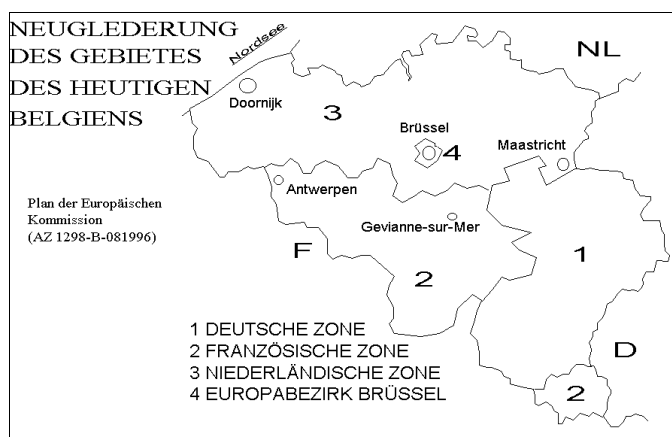 NEUGLEDERUNG
DES GEBIETES
DES HEUTIGEN
BELGIENS
Nordsee
NL
Doornijk
3
Brüssel
4
Maastricht
Antwerpen
Plan der Europäischen
Kommission
(AZ 1298-B-081996)
Gevianne-sur-Mer
F
1
2
1 DEUTSCHE ZONE
2 FRANZÖSISCHE ZONE
3 NIEDERLÄNDISCHE ZONE
4 EUROPABEZIRK BRÜSSEL
D
2